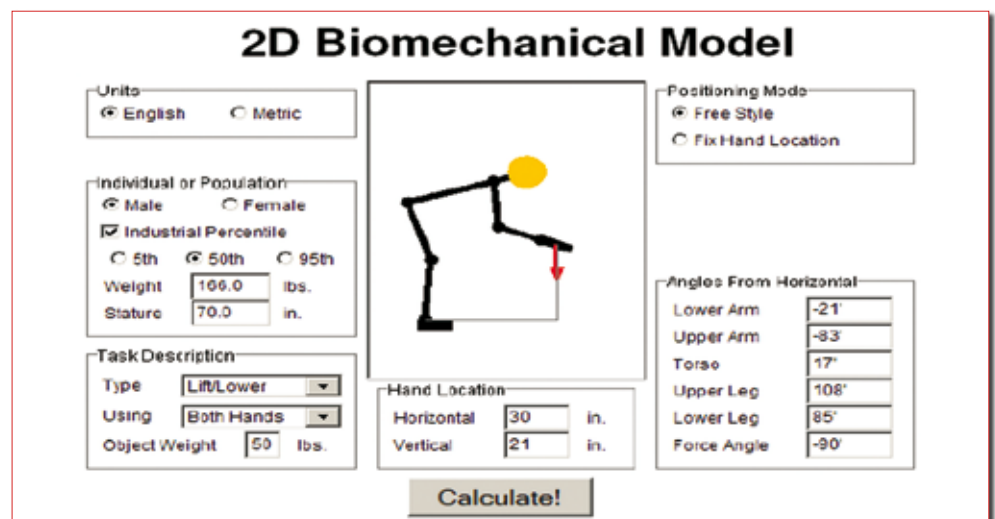 2D Biomechanical Model
Units
English Metric
Positioning Mode
Free Style
Fix Hand Location
Individual or Population
Male Female
Industrial Percentile
5th 50th 95th
Weight 166.0 lbs.
Stature 70.0 in.
Task Description
Type Lift/Lower
Using Both Hands
Object Weight 50 lbs.
Hand Location
Horizontal 30 in.
Vertical 21 in.
Angles From Horizontal
Lower Arm -21'
Upper Arm -83'
Torso 17'
Upper Leg 108'
Lower Leg 85'
Force Angle -90'
Calculate!